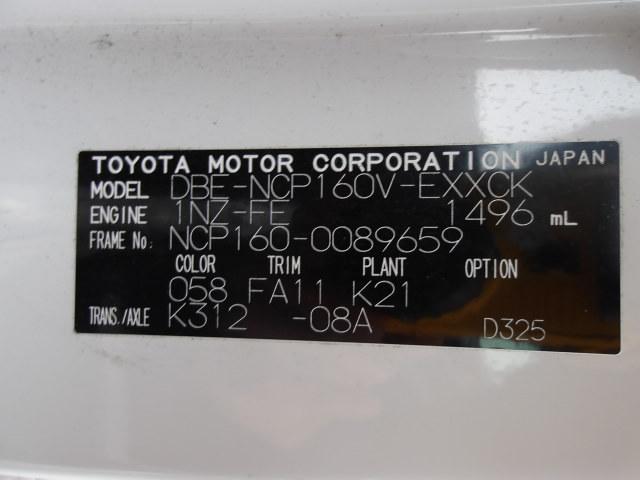 TOYOTA MOTOR CORPORATION JAPAN
MODEL DBE-NCP160V-EXXCK
ENGINE 1NZ-FE 1496 mL
FRAME No. NCP160-0089659
COLOR TRIM PLANT OPTION
058 FA11 K21
TRANS./AXLE K312 -08A D325